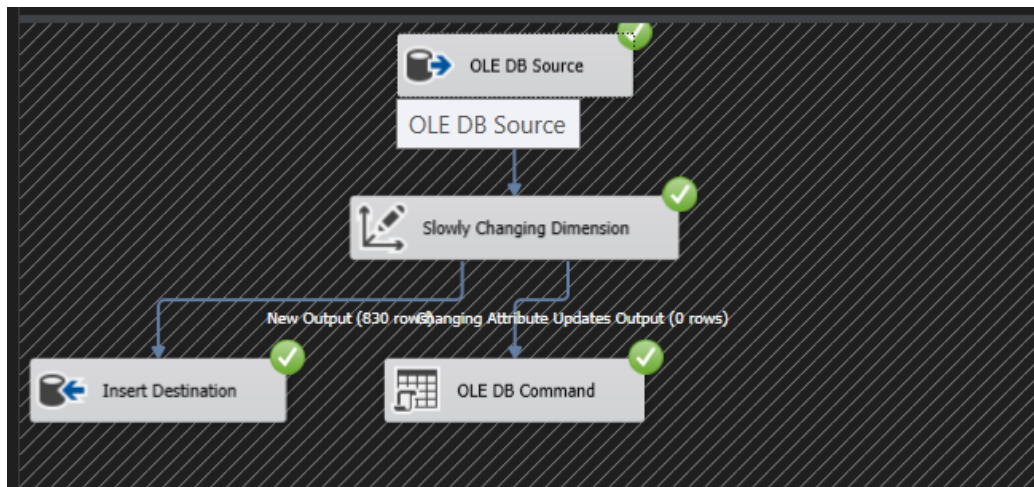 OLE DB Source
OLE DB Source
Slowly Changing Dimension
New Output (830 rows)
Changing Attribute Updates Output (0 rows)
Insert Destination
OLE DB Command